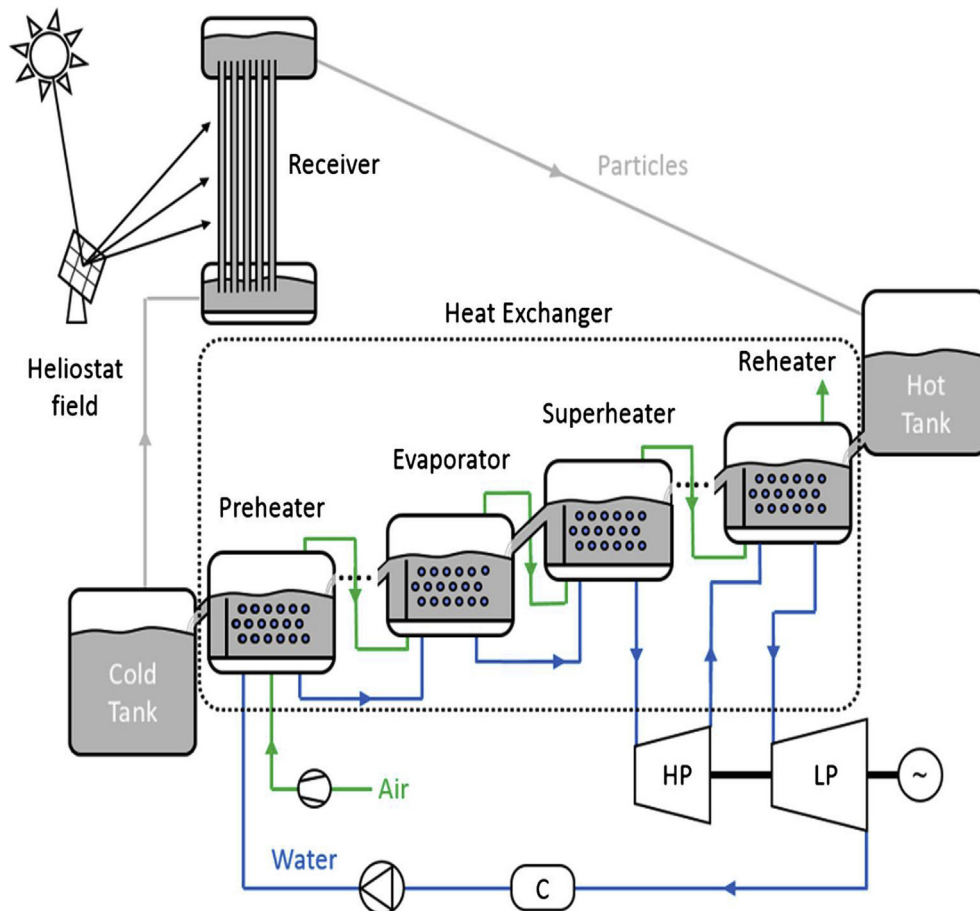 Receiver
Particles
Heliostat
field
Heat Exchanger
Reheater
Hot
Tank
Superheater
Evaporator
Preheater
Cold
Tank
HP
LP
~
Air
Water
C